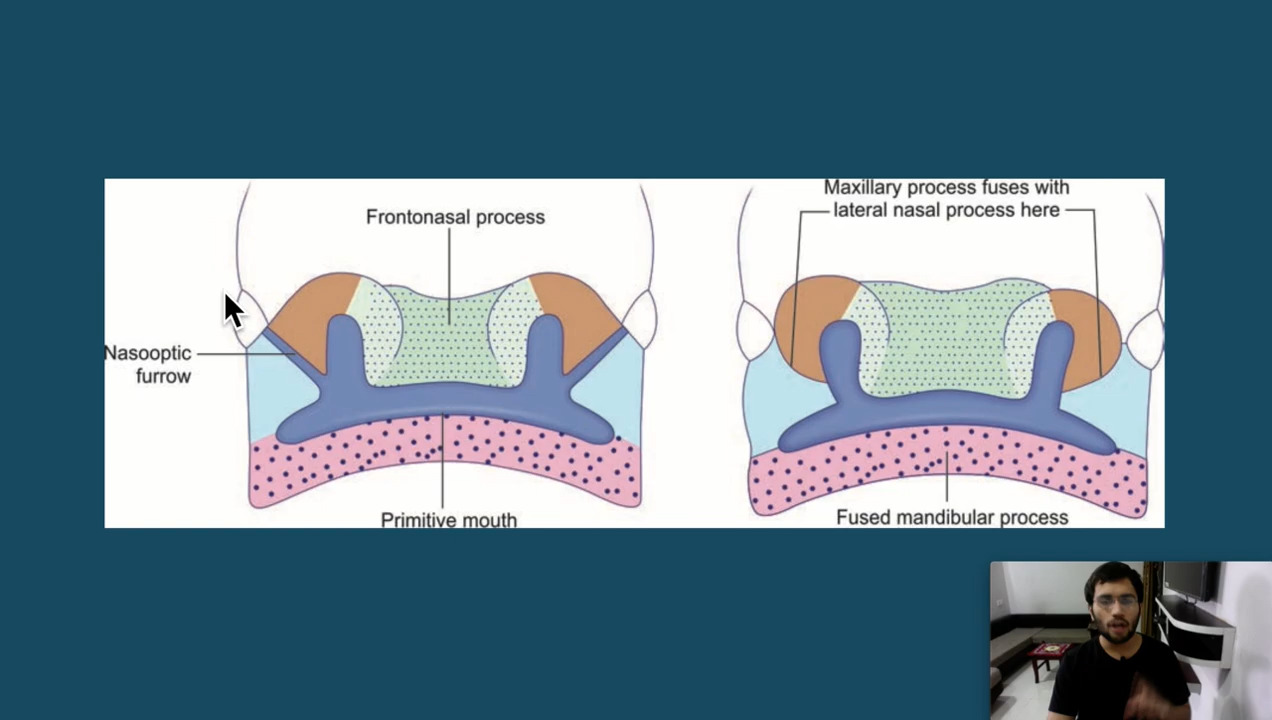 Frontonasal process
Nasooptic
furrow
Primitive mouth
Maxillary process fuses with
lateral nasal process here
Fused mandibular process